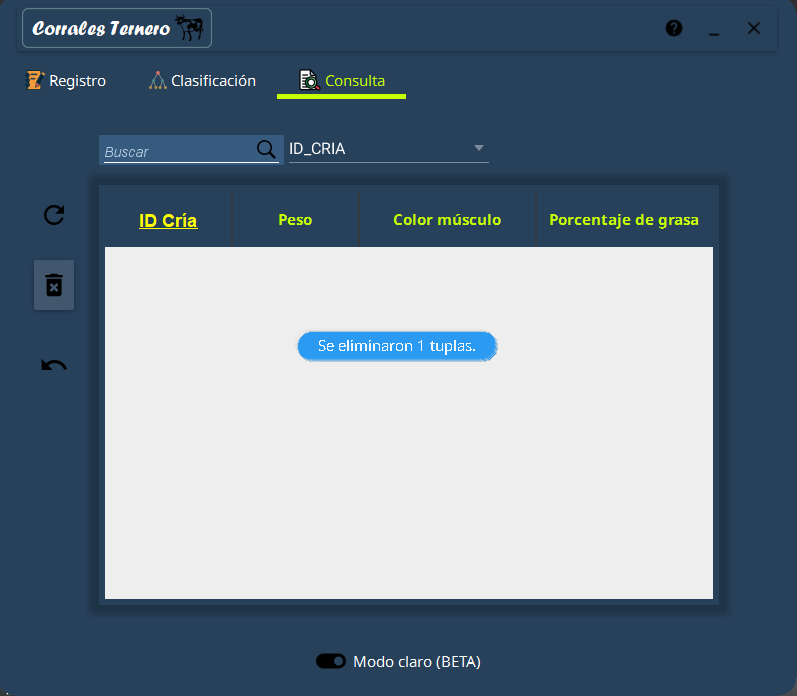 Corrales Ternero
Registro
Clasificación
Consulta
Buscar
ID_CRIA
ID Cría
Peso
Color músculo
Porcentaje de grasa
Se eliminaron 1 tuplas.
Modo claro (BETA)